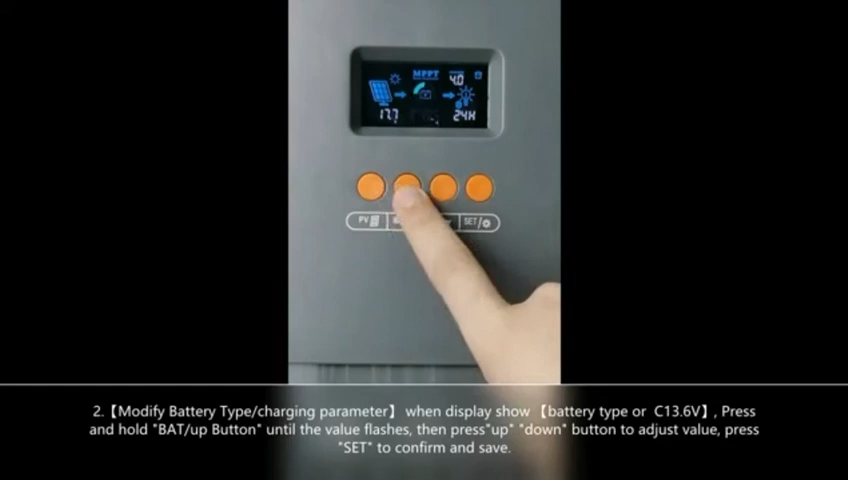 MPPT
4.0
17.7
24H
PV
SET/
2.【Modify Battery Type/charging parameter】 when display show 【battery type or C13.6V】, Press
and hold "BAT/up Button" until the value flashes, then press"up" "down" button to adjust value, press
"SET" to confirm and save.